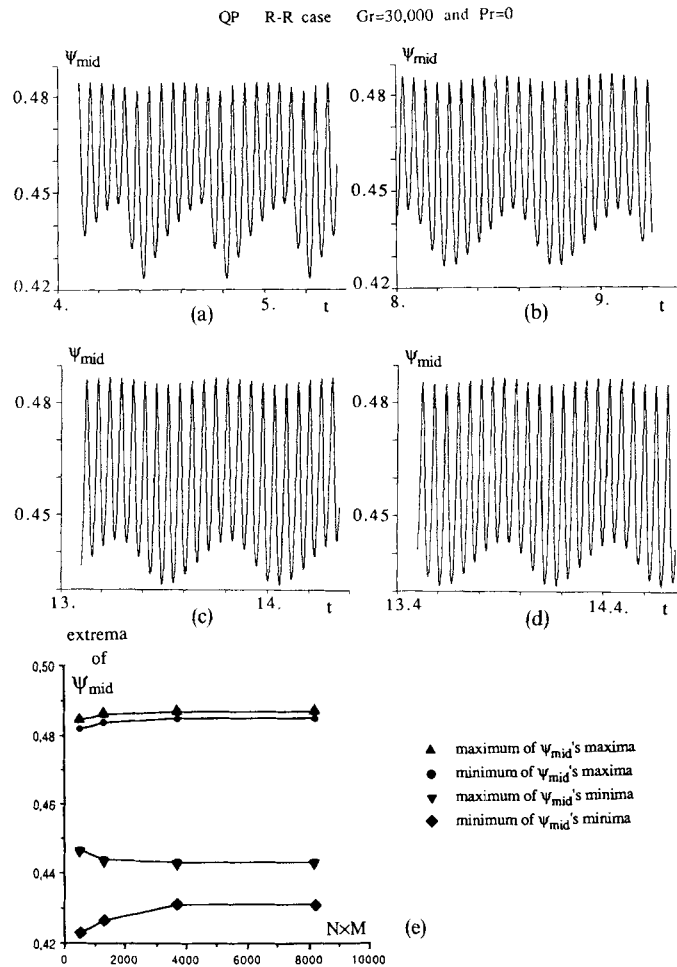 QP R-R case Gr=30,000 and Pr=0
Ψmid
Ψmid
0.48
0.48
0.45
0.45
0.42
0.42
4. 5. t
8. 9. t
(a)
(b)
Ψmid
Ψmid
0.48
0.48
0.45
0.45
13. 14. t
13.4 14.4. t
(c)
(d)
extrema
of
Ψmid
0,50
0,48
0,46
0,44
0,42
▲ maximum of Ψmid's maxima
● minimum of Ψmid's maxima
▼ maximum of Ψmid's minima
◆ minimum of Ψmid's minima
N×M
(e)
0 2000 4000 6000 8000 10000